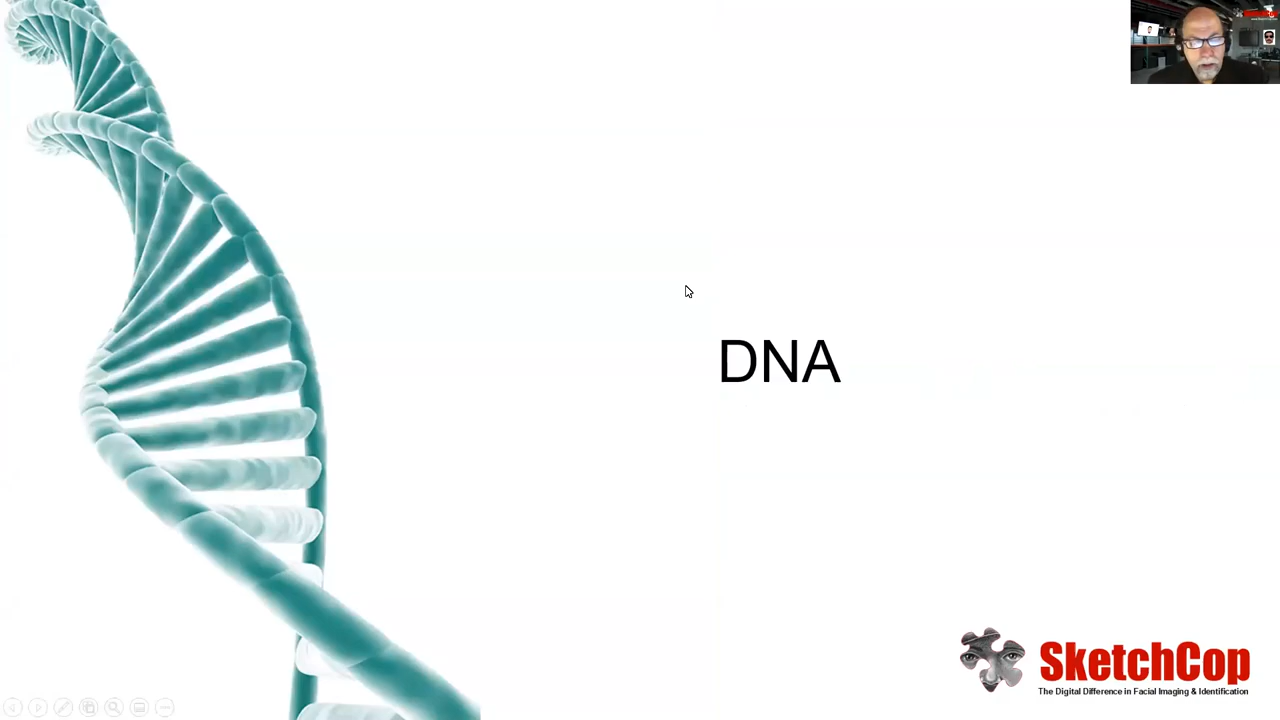 DNA
SketchCop
The Digital Difference in Facial Imaging & Identification